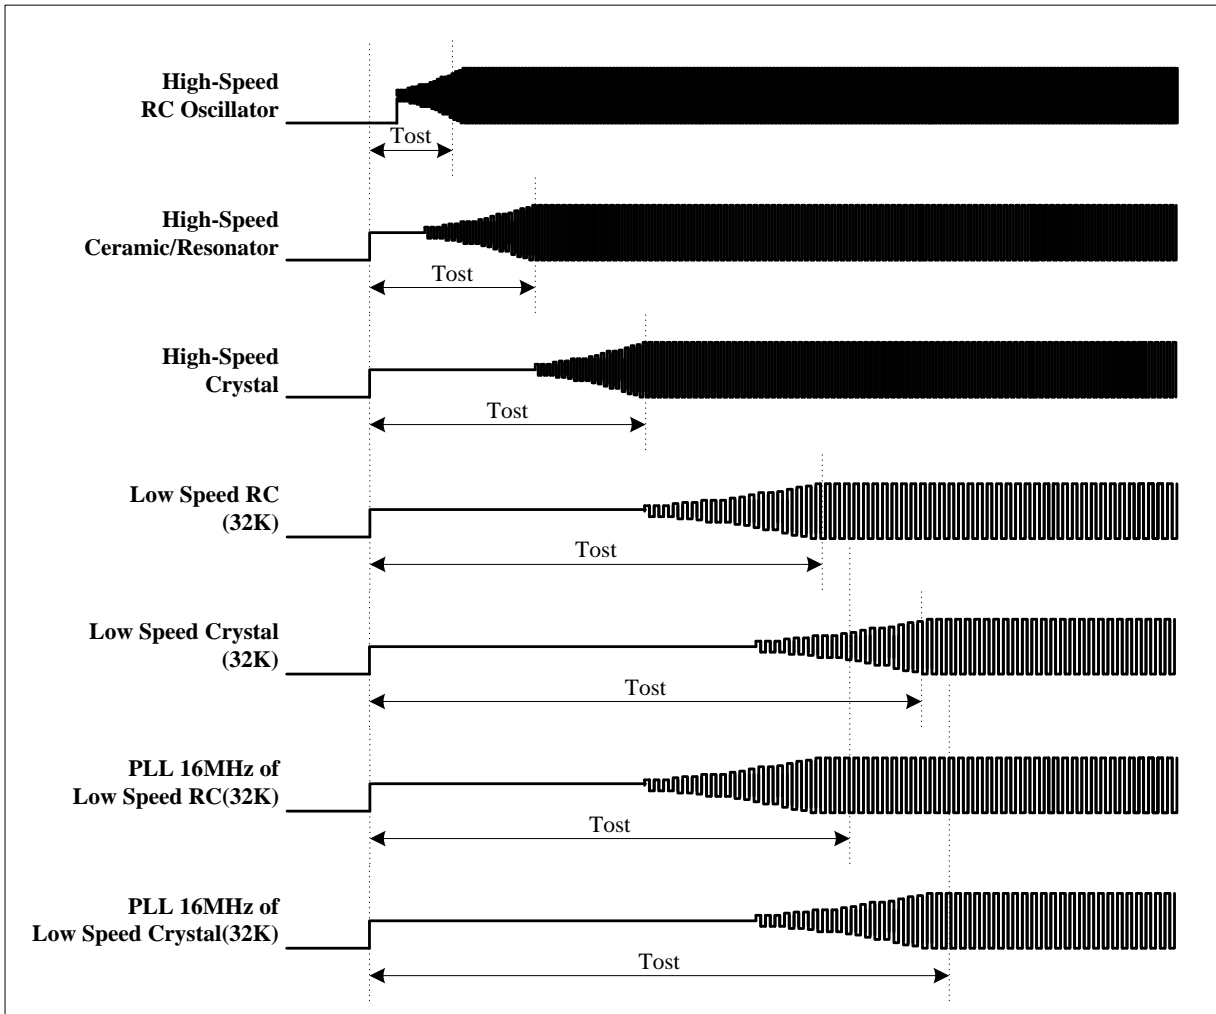 High-Speed
RC Oscillator
Tost
High-Speed
Ceramic/Resonator
Tost
High-Speed
Crystal
Tost
Low Speed RC
(32K)
Tost
Low Speed Crystal
(32K)
Tost
PLL 16MHz of
Low Speed RC(32K)
Tost
PLL 16MHz of
Low Speed Crystal(32K)
Tost